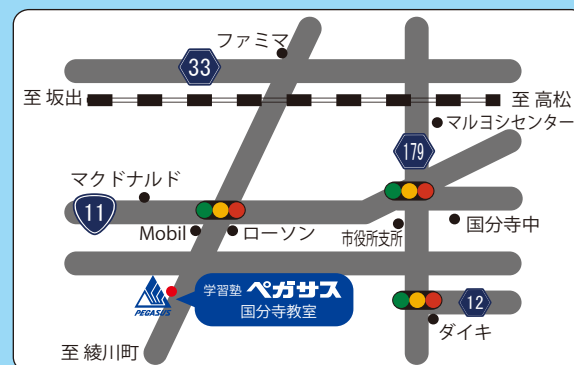 ファミマ
33
至 坂出
至 高松
マルヨシセンター
179
マクドナルド
11
Mobil
ローソン
市役所支所
国分寺中
学習塾 ペガサス
国分寺教室
PEGASUS
12
ダイキ
至 綾川町